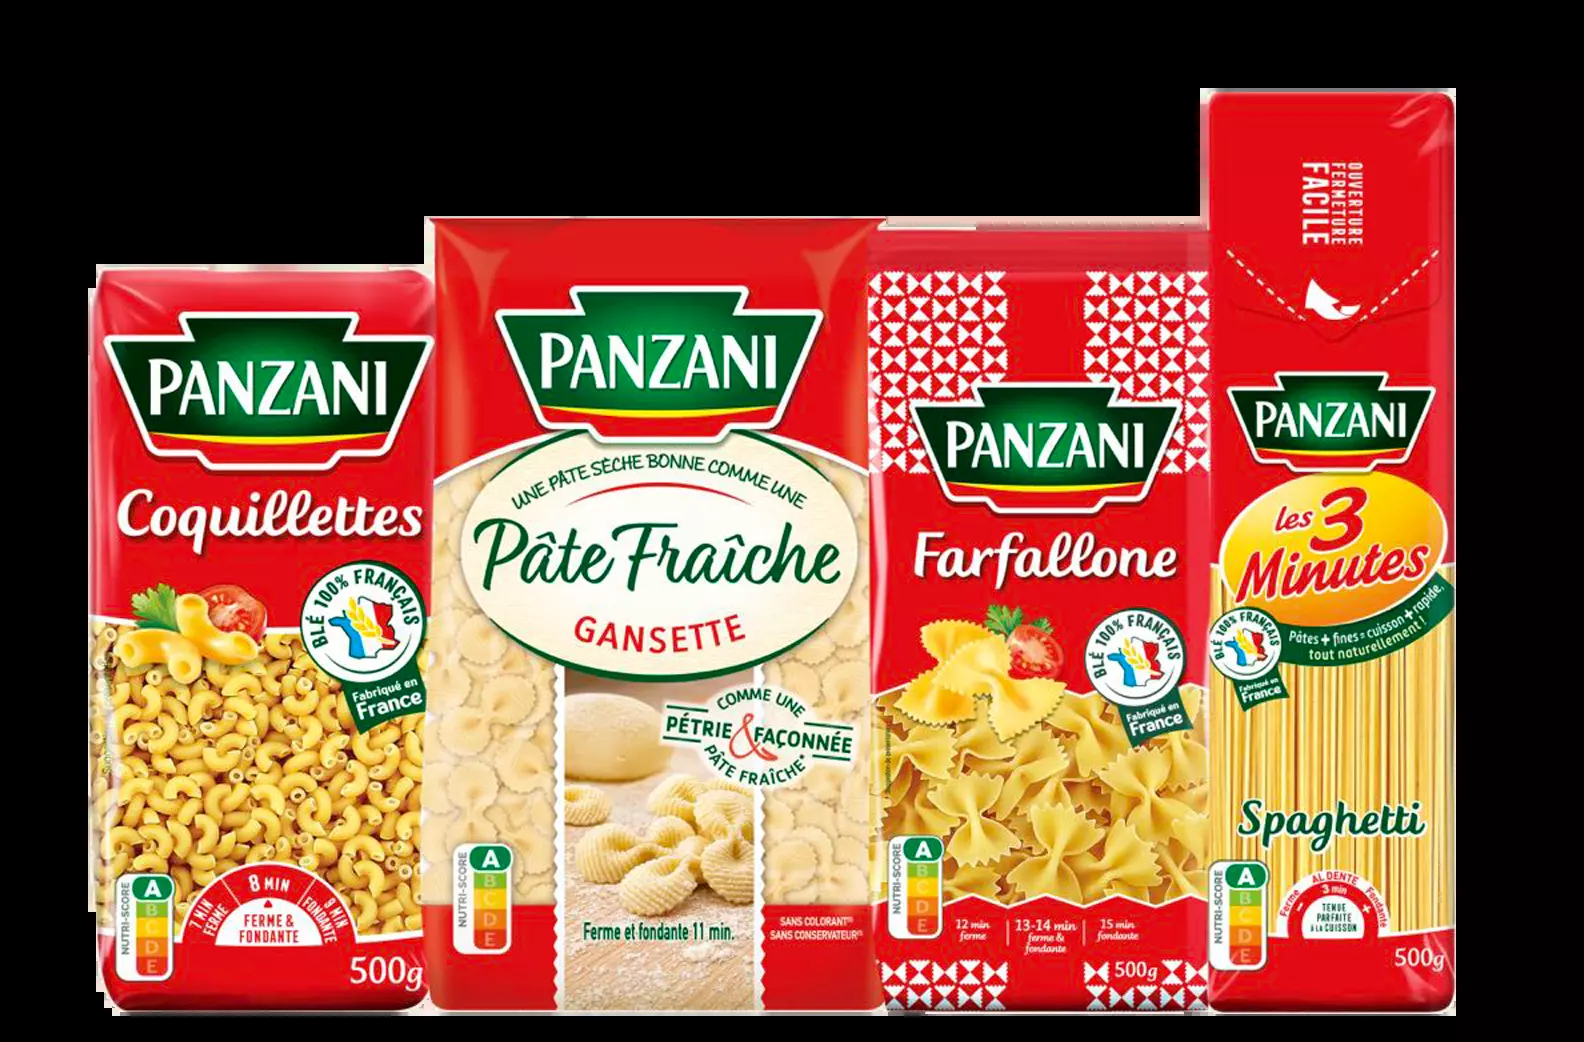 PANZANI
Coquillettes
BLÉ 100% FRANÇAIS
Fabriqué en
France
NUTRI-SCORE
A
B
C
D
E
7 MIN
FERME
8 MIN
FERME &
FONDANTE
9 MIN
FONDANTE
500g
PANZANI
UNE PÂTE SÈCHE BONNE COMME UNE
Pâte Fraîche
GANSETTE
COMME UNE
PÉTRIE & FAÇONNÉE
PÂTE FRAÎCHE*
NUTRI-SCORE
A
B
C
D
E
Ferme et fondante 11 min.
SANS COLORANT
SANS CONSERVATEUR
PANZANI
Farfallone
BLÉ 100% FRANÇAIS
Fabriqué en
France
NUTRI-SCORE
A
B
C
D
E
12 min
ferme
13-14 min
ferme &
fondante
15 min
fondante
500g
OUVERTURE
FERMETURE
FACILE
PANZANI
les 3
Minutes
Pâtes + fines = cuisson + rapide,
tout naturellement !
BLÉ 100% FRANÇAIS
Fabriqué en
France
Spaghetti
NUTRI-SCORE
A
B
C
D
E
Ferme
AL DENTE
3 min
Fondante
TENUE
PARFAITE
À LA CUISSON
500g